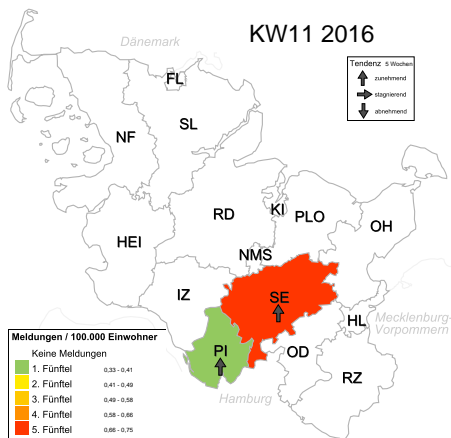 KW11 2016
Dänemark
Tendenz 5 Wochen
zunehmend
stagnierend
abnehmend
FL
SL
NF
RD
KI
PLO
OH
HEI
NMS
IZ
SE
HL
Mecklenburg-
Vorpommern
PI
OD
RZ
Hamburg
Meldungen / 100.000 Einwohner
Keine Meldungen
1. Fünftel 0,33 - 0,41
2. Fünftel 0,41 - 0,49
3. Fünftel 0,49 - 0,58
4. Fünftel 0,58 - 0,66
5. Fünftel 0,66 - 0,75